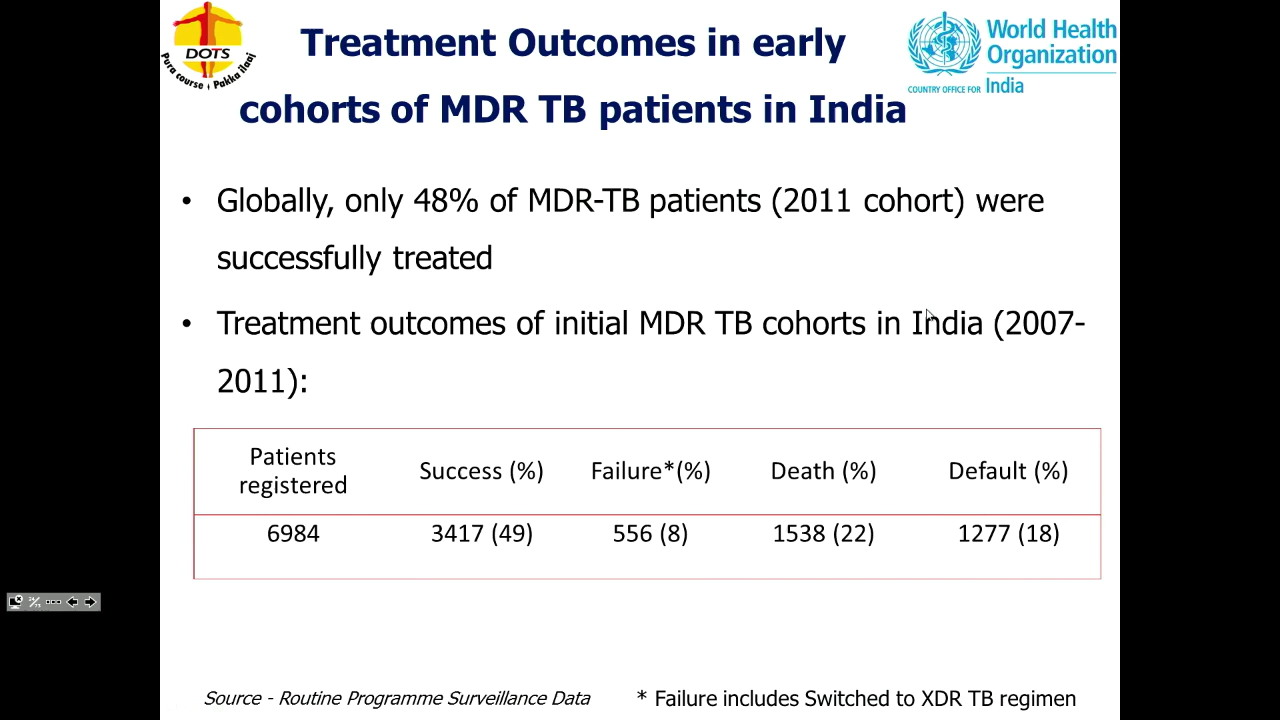 DOTS
Pura course, Pakka ilaaj
Treatment Outcomes in early
cohorts of MDR TB patients in India
World Health
Organization
COUNTRY OFFICE FOR India
• Globally, only 48% of MDR-TB patients (2011 cohort) were
successfully treated
• Treatment outcomes of initial MDR TB cohorts in India (2007-
2011):
Patients
registered
Success (%)
Failure*(%)
Death (%)
Default (%)
6984
3417 (49)
556 (8)
1538 (22)
1277 (18)
Source - Routine Programme Surveillance Data
* Failure includes Switched to XDR TB regimen